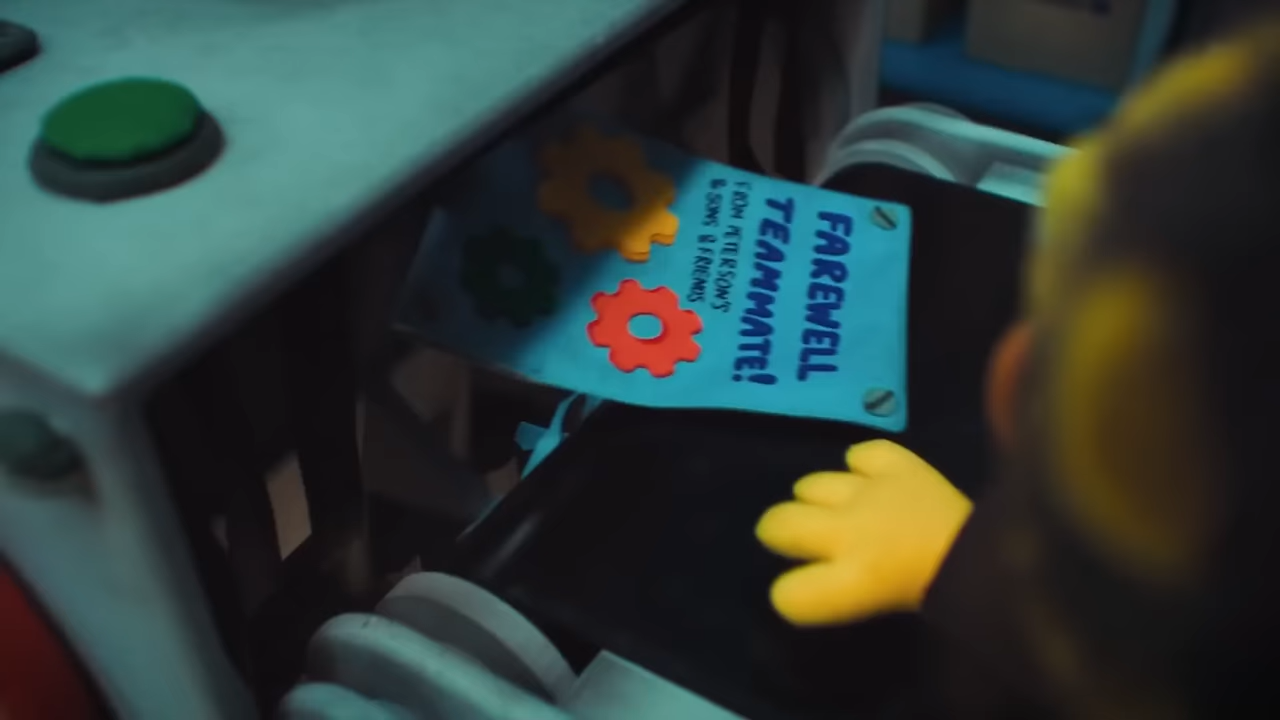 FAREWELL
TEAMMATE!
FROM PETERSON'S
& SONS & FRIENDS